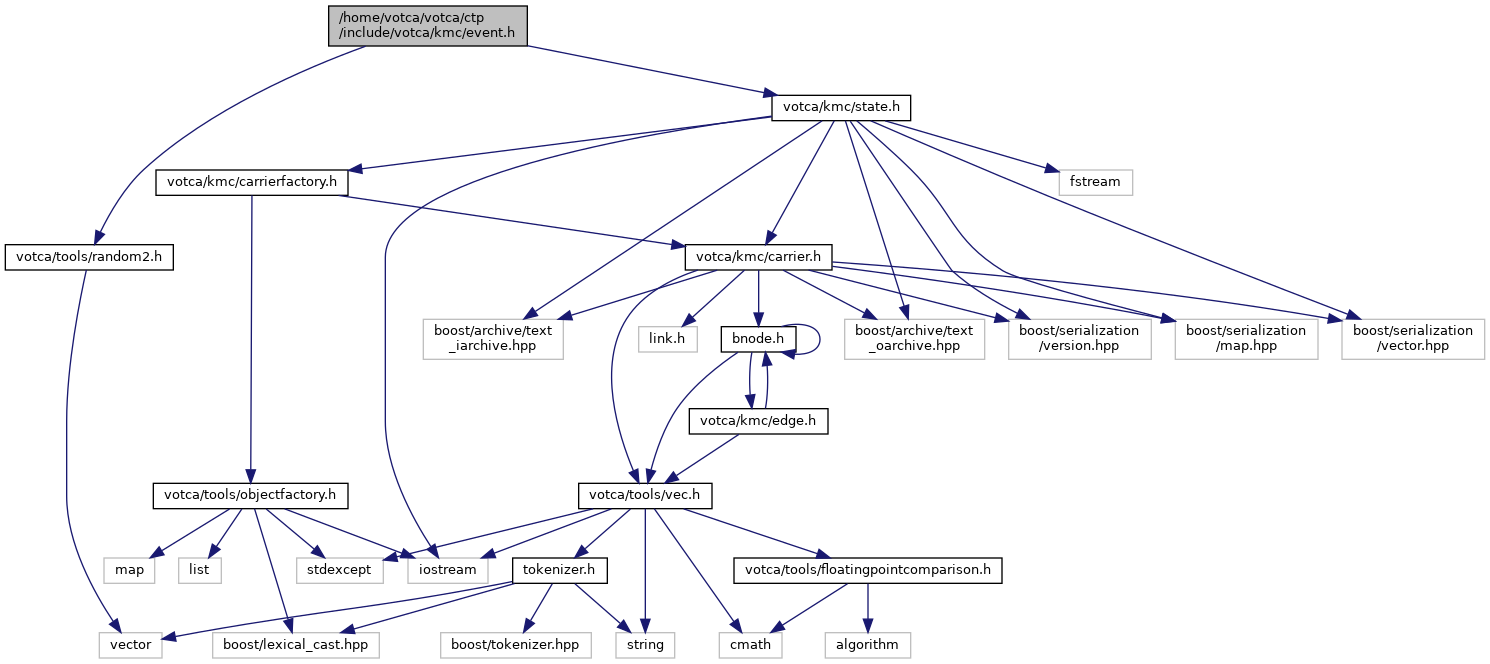 /home/votca/votca/ctp
/include/votca/kmc/event.h
votca/kmc/state.h
votca/kmc/carrierfactory.h
fstream
votca/tools/random2.h
votca/kmc/carrier.h
boost/archive/text
_iarchive.hpp
link.h
bnode.h
boost/archive/text
_oarchive.hpp
boost/serialization
/version.hpp
boost/serialization
/map.hpp
boost/serialization
/vector.hpp
votca/kmc/edge.h
votca/tools/objectfactory.h
votca/tools/vec.h
map
list
stdexcept
iostream
tokenizer.h
votca/tools/floatingpointcomparison.h
vector
boost/lexical_cast.hpp
boost/tokenizer.hpp
string
cmath
algorithm